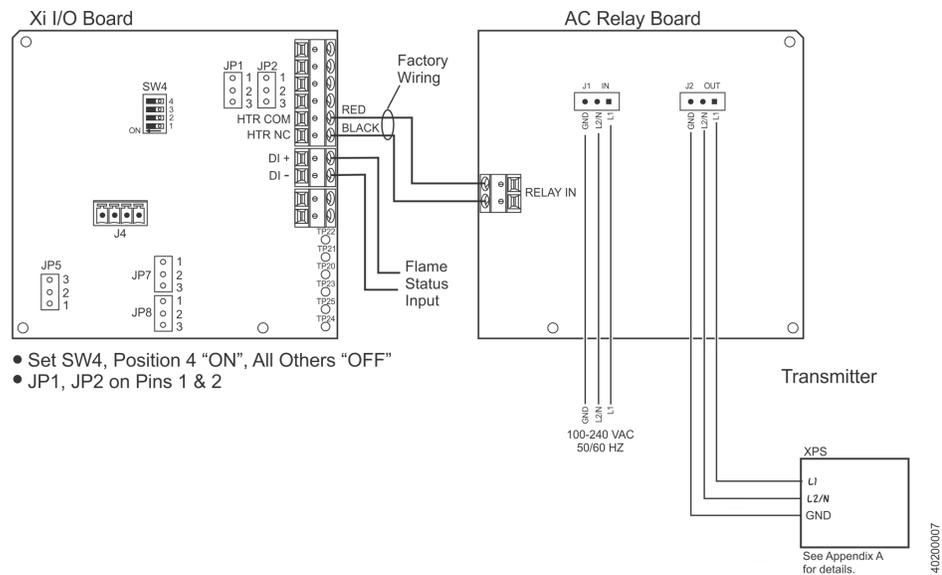 Xi I/O Board
AC Relay Board
JP1 JP2
1 1
2 2
3 3
SW4
4
3
2
1
ON
Factory
Wiring
HTR COM
RED
HTR NC
BLACK
DI +
DI -
J4
TP22
TP21
TP20
TP23
TP25
TP24
JP5
3
2
1
JP7
1
2
3
JP8
1
2
3
Flame
Status
Input
J1 IN
GND
L2/N
L1
J2 OUT
GND
L2/N
L1
RELAY IN
GND
L2/N
L1
100-240 VAC
50/60 HZ
• Set SW4, Position 4 “ON”, All Others “OFF”
• JP1, JP2 on Pins 1 & 2
Transmitter
XPS
L1
L2/N
GND
See Appendix A
for details.
40200007